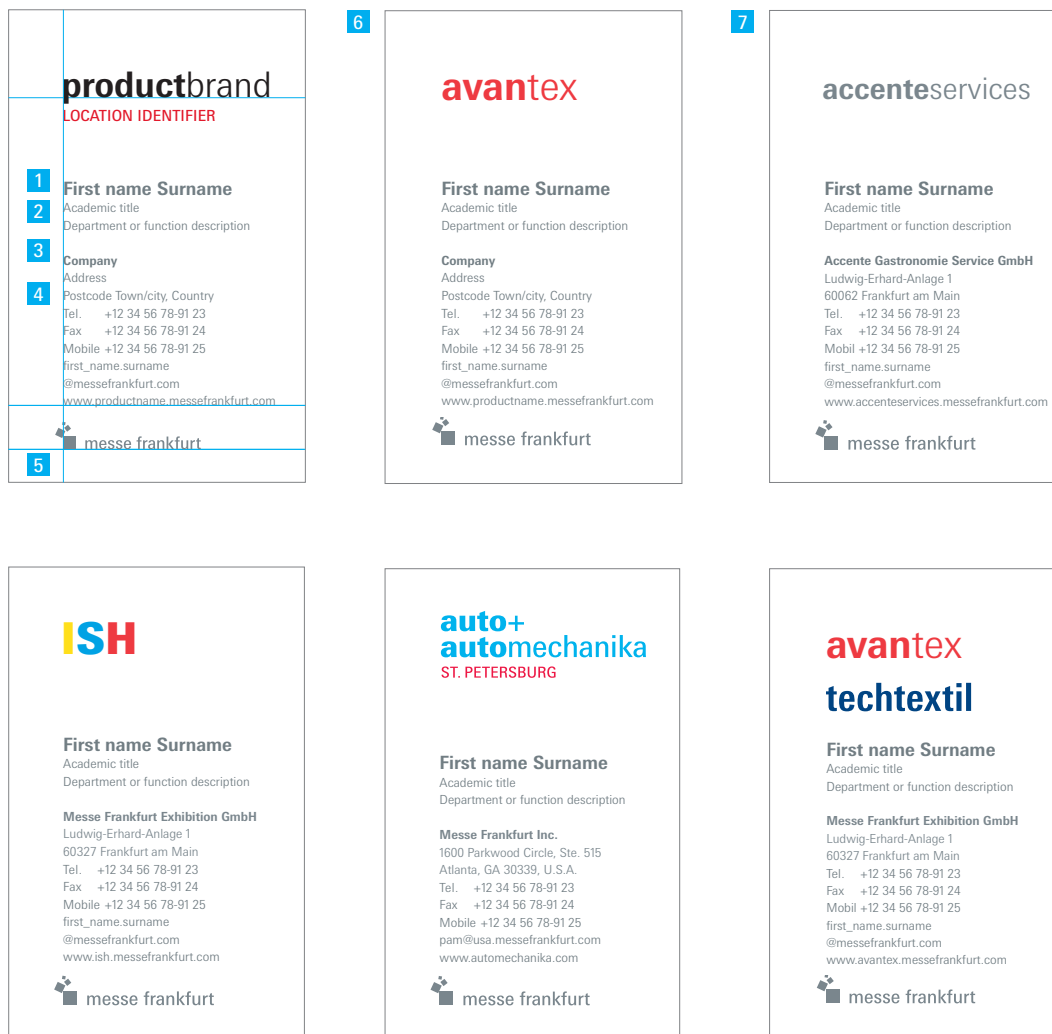 productbrand
LOCATION IDENTIFIER
1
First name Surname
2
Academic title
Department or function description
3
Company
Address
4
Postcode Town/city, Country
Tel. +12 34 56 78-91 23
Fax +12 34 56 78-91 24
Mobile +12 34 56 78-91 25
first_name.surname
@messefrankfurt.com
www.productname.messefrankfurt.com
messe frankfurt
5
6
avantex
First name Surname
Academic title
Department or function description
Company
Address
Postcode Town/city, Country
Tel. +12 34 56 78-91 23
Fax +12 34 56 78-91 24
Mobile +12 34 56 78-91 25
first_name.surname
@messefrankfurt.com
www.productname.messefrankfurt.com
messe frankfurt
7
accenteservices
First name Surname
Academic title
Department or function description
Accente Gastronomie Service GmbH
Ludwig-Erhard-Anlage 1
60062 Frankfurt am Main
Tel. +12 34 56 78-91 23
Fax +12 34 56 78-91 24
Mobil +12 34 56 78-91 25
first_name.surname
@messefrankfurt.com
www.accenteservices.messefrankfurt.com
messe frankfurt
ISH
First name Surname
Academic title
Department or function description
Messe Frankfurt Exhibition GmbH
Ludwig-Erhard-Anlage 1
60327 Frankfurt am Main
Tel. +12 34 56 78-91 23
Fax +12 34 56 78-91 24
Mobile +12 34 56 78-91 25
first_name.surname
@messefrankfurt.com
www.ish.messefrankfurt.com
messe frankfurt
auto+
automechanika
ST. PETERSBURG
First name Surname
Academic title
Department or function description
Messe Frankfurt Inc.
1600 Parkwood Circle, Ste. 515
Atlanta, GA 30339, U.S.A.
Tel. +12 34 56 78-91 23
Fax +12 34 56 78-91 24
Mobile +12 34 56 78-91 25
pam@usa.messefrankfurt.com
www.automechanika.com
messe frankfurt
avantex
techtextil
First name Surname
Academic title
Department or function description
Messe Frankfurt Exhibition GmbH
Ludwig-Erhard-Anlage 1
60327 Frankfurt am Main
Tel. +12 34 56 78-91 23
Fax +12 34 56 78-91 24
Mobil +12 34 56 78-91 25
first_name.surname
@messefrankfurt.com
www.avantex.messefrankfurt.com
messe frankfurt